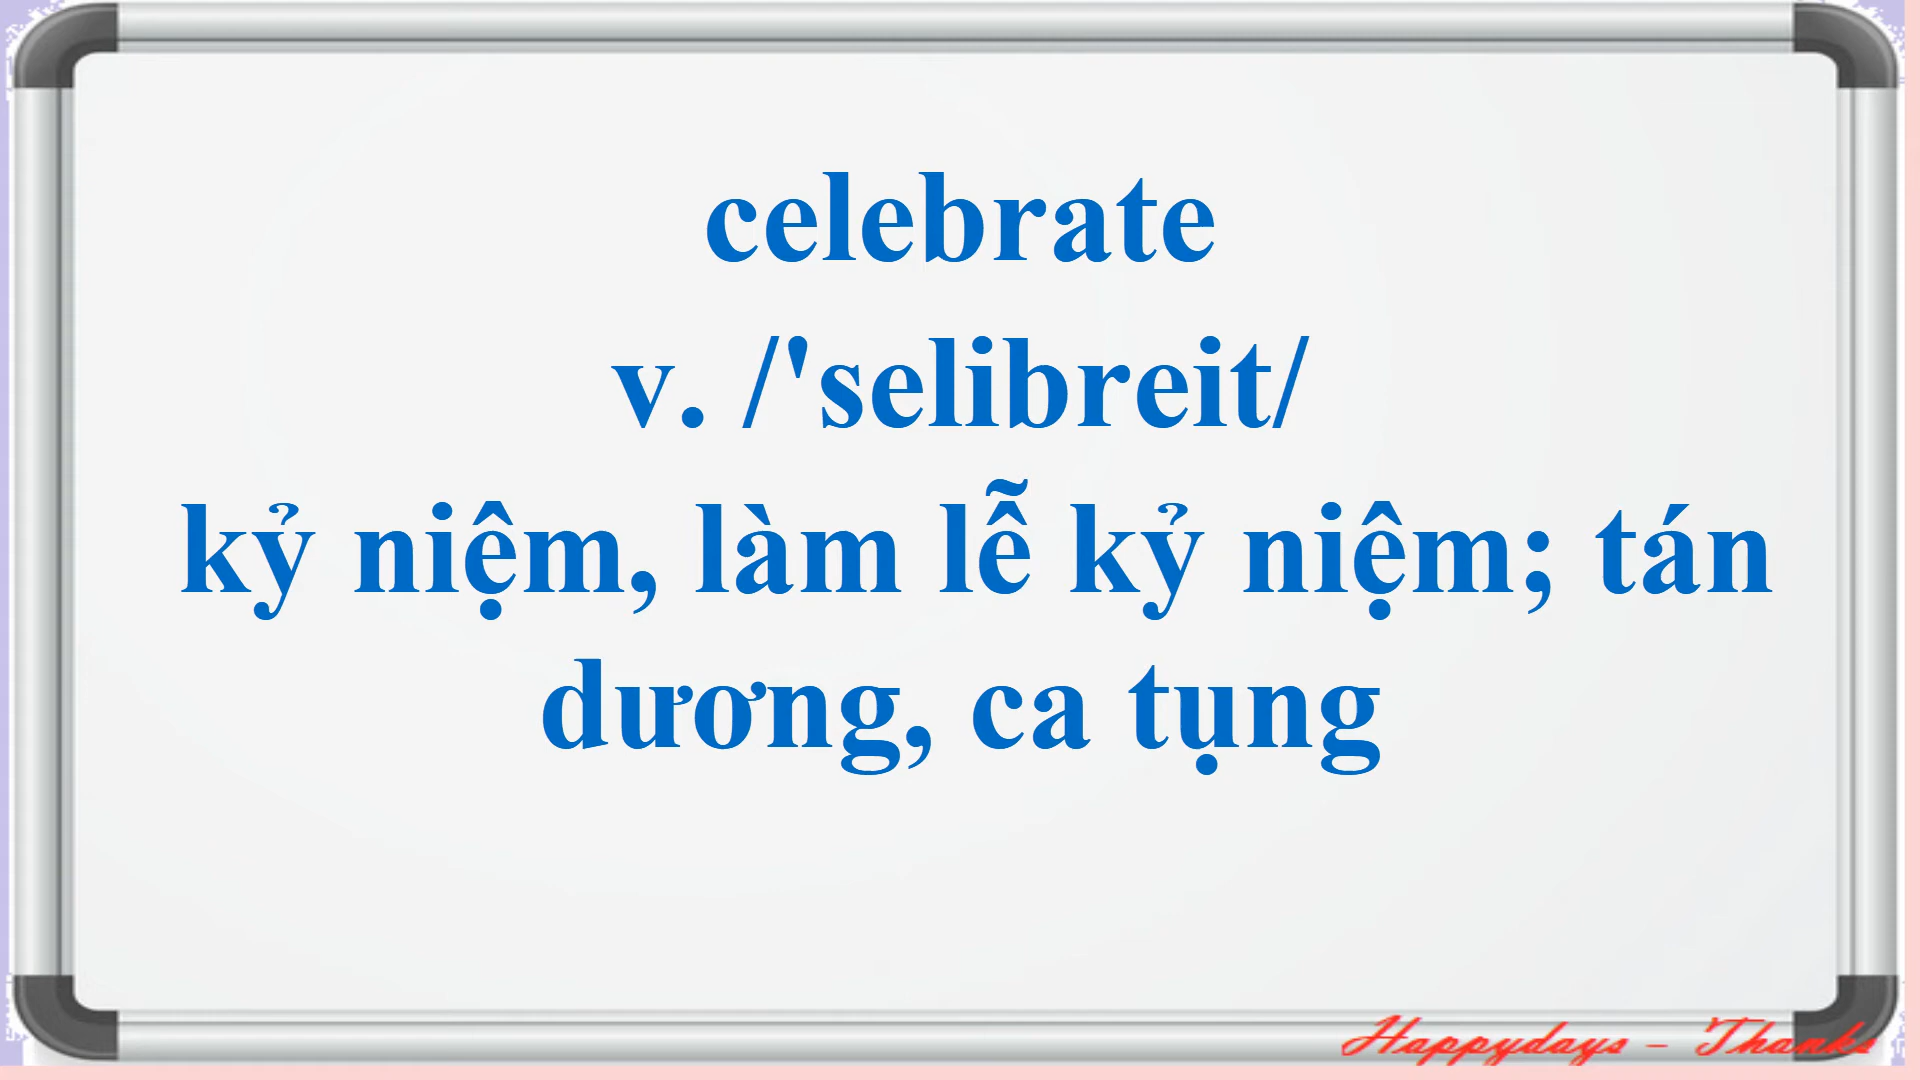 celebrate
v. /'selibreit/
kỷ niệm, làm lễ kỷ niệm; tán
dương, ca tụng
Happydays - Thanks